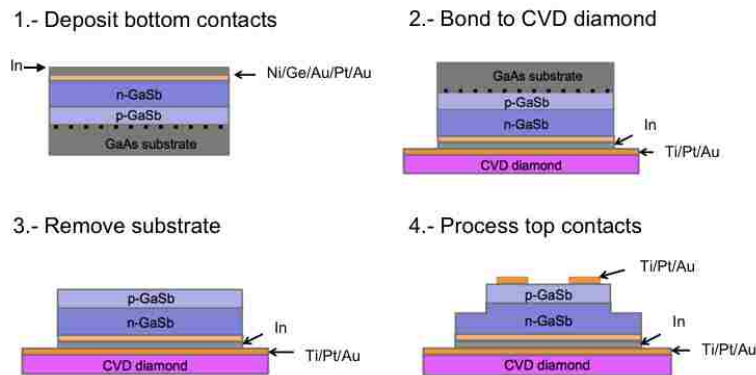 1.- Deposit bottom contacts
In
Ni/Ge/Au/Pt/Au
n-GaSb
p-GaSb
GaAs substrate
2.- Bond to CVD diamond
GaAs substrate
p-GaSb
n-GaSb
In
Ti/Pt/Au
CVD diamond
3.- Remove substrate
p-GaSb
n-GaSb
In
Ti/Pt/Au
CVD diamond
4.- Process top contacts
Ti/Pt/Au
p-GaSb
n-GaSb
In
Ti/Pt/Au
CVD diamond